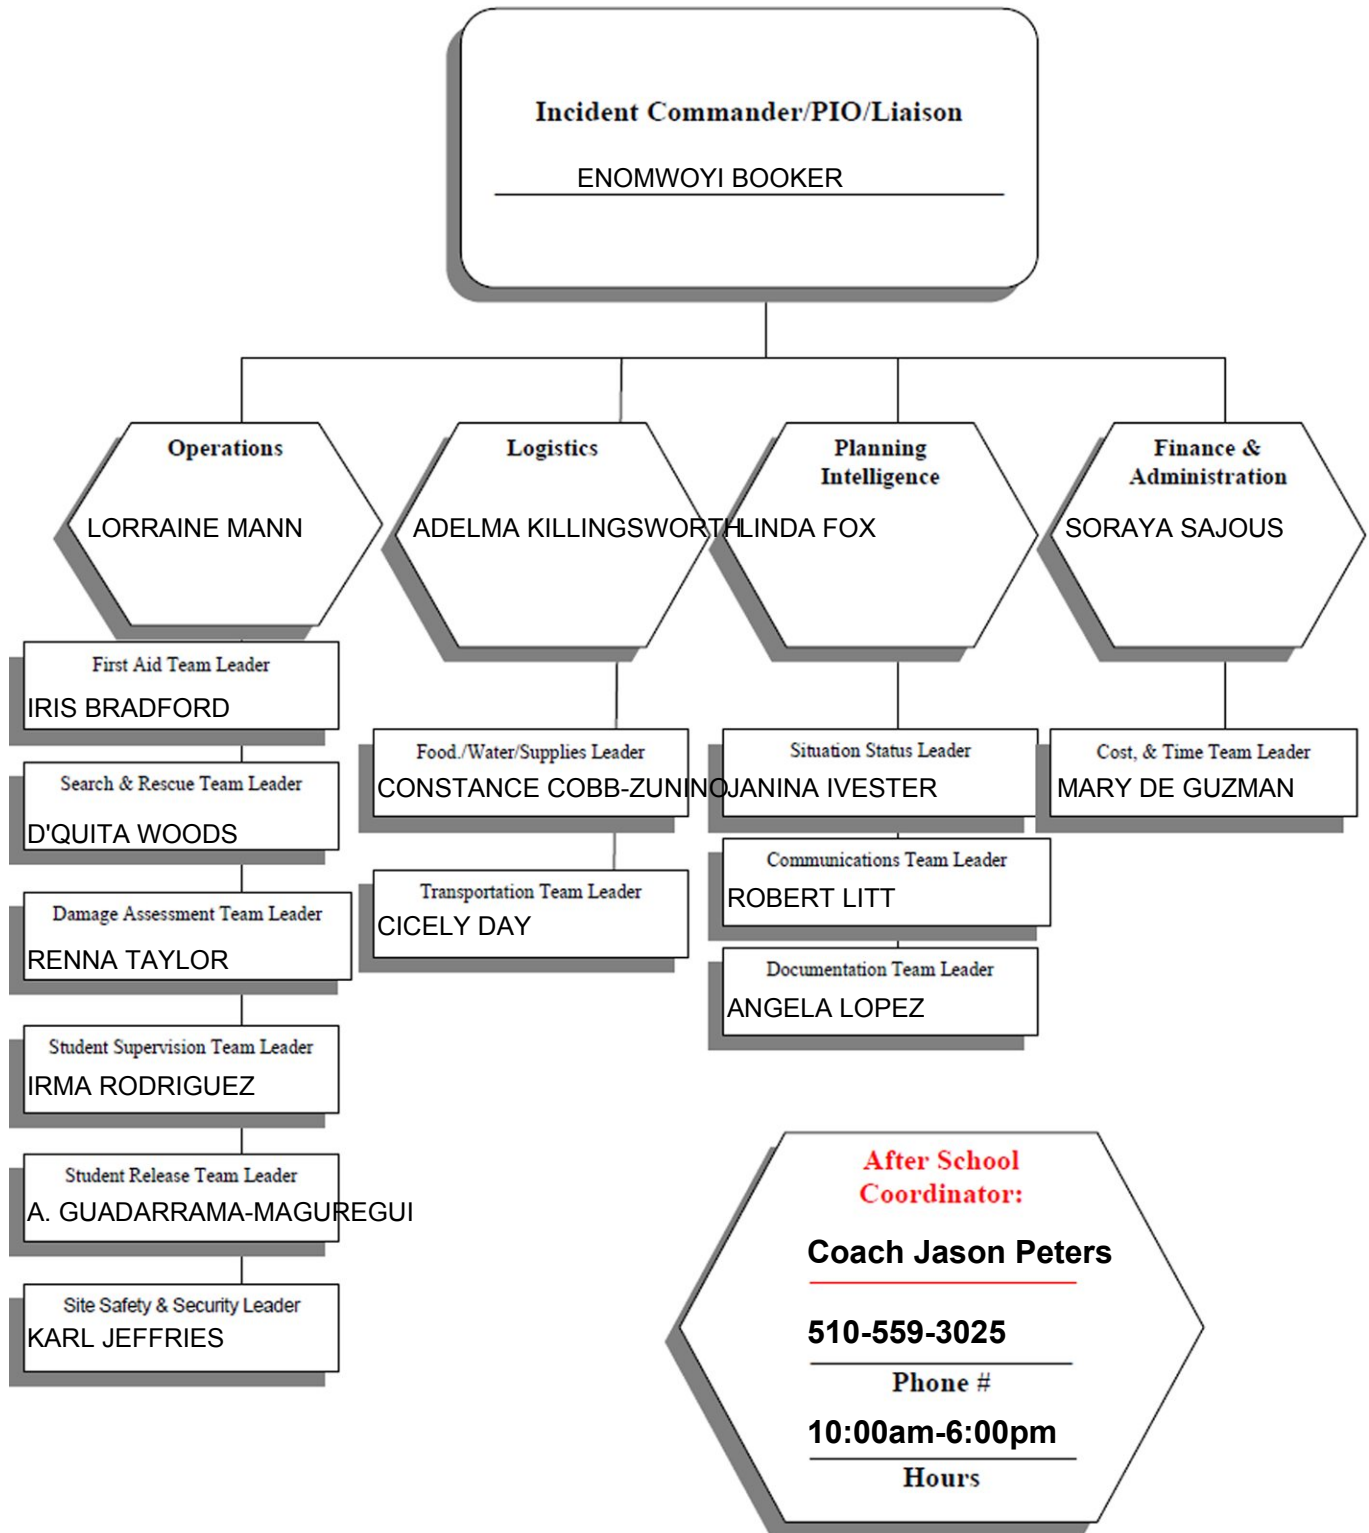 Incident Commander/PIO/Liaison
ENOMWOYI BOOKER
Operations
LORRAINE MANN
First Aid Team Leader
IRIS BRADFORD
Search & Rescue Team Leader
D'QUITA WOODS
Damage Assessment Team Leader
RENNA TAYLOR
Student Supervision Team Leader
IRMA RODRIGUEZ
Student Release Team Leader
A. GUADARRAMA-MAGUREGUI
Site Safety & Security Leader
KARL JEFFRIES
Logistics
ADELMA KILLINGSWORTH
Food./Water/Supplies Leader
CONSTANCE COBB-ZUNINO
Transportation Team Leader
CICELY DAY
Planning
Intelligence
LINDA FOX
Situation Status Leader
JANINA IVESTER
Communications Team Leader
ROBERT LITT
Documentation Team Leader
ANGELA LOPEZ
Finance &
Administration
SORAYA SAJOUS
Cost, & Time Team Leader
MARY DE GUZMAN
After School
Coordinator:
Coach Jason Peters
510-559-3025
Phone #
10:00am-6:00pm
Hours